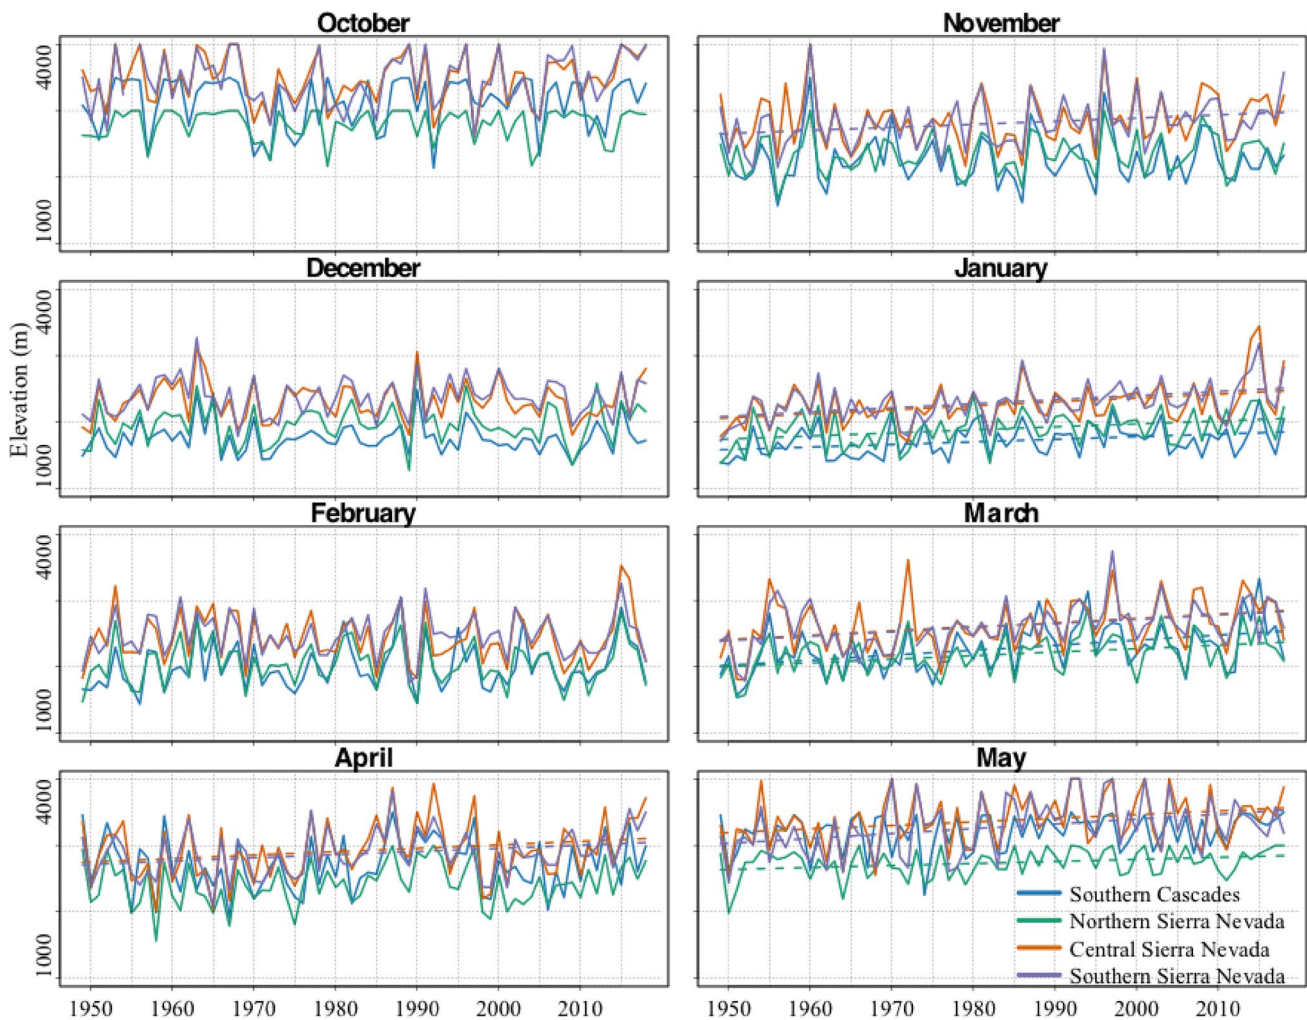 October
November
4000
1000
December
January
4000
1000
Elevation (m)
February
March
4000
1000
April
May
4000
1000
Southern Cascades
Northern Sierra Nevada
Central Sierra Nevada
Southern Sierra Nevada
1950 1960 1970 1980 1990 2000 2010
1950 1960 1970 1980 1990 2000 2010